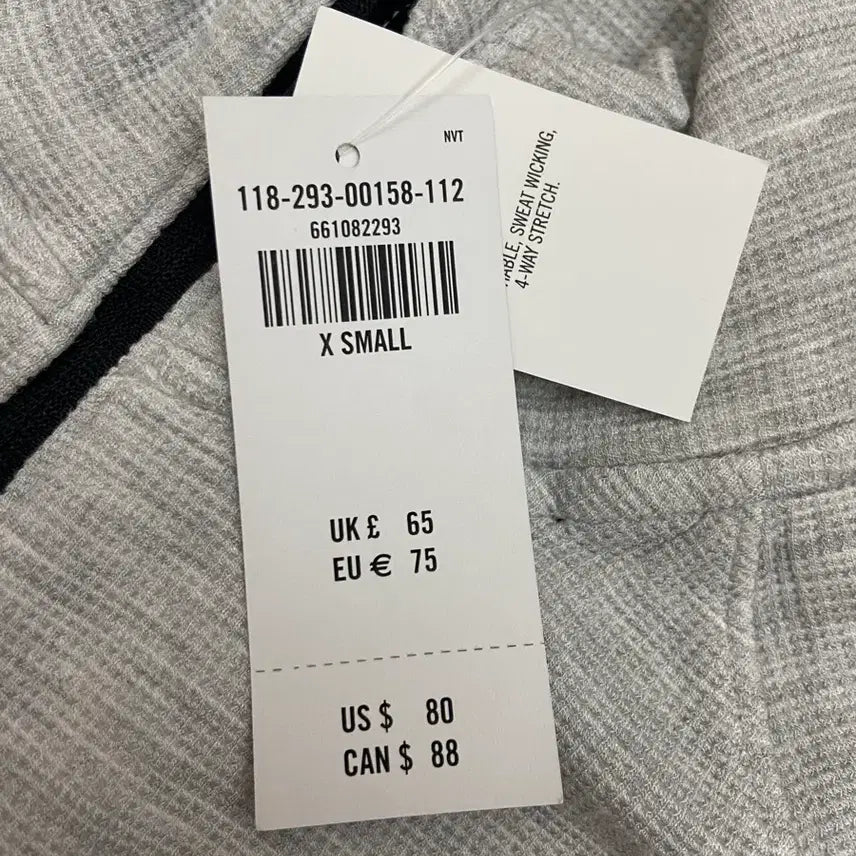 NVT
118-293-00158-112
661082293
X SMALL
UK £ 65
EU € 75
US $ 80
CAN $ 88
SWEAT WICKING,
4-WAY STRETCH.